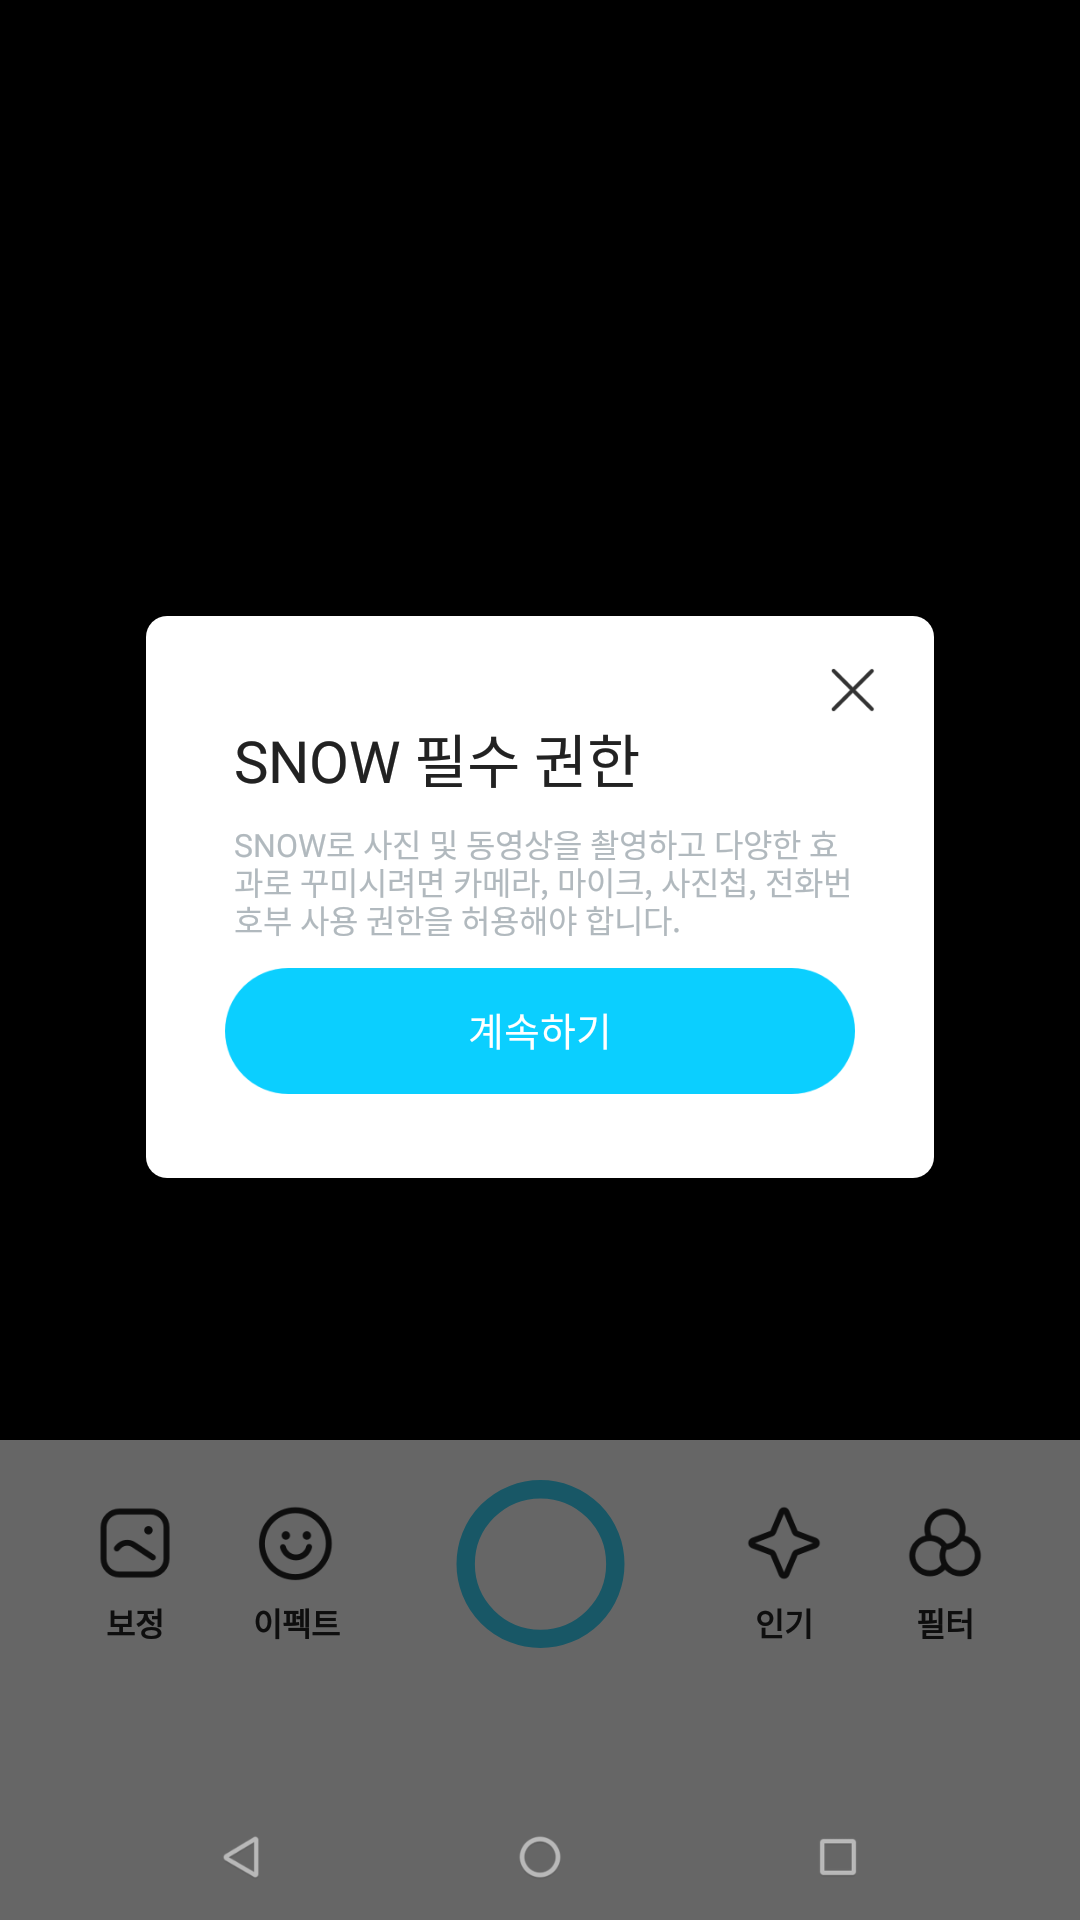 SNOW 필수 권한
SNOW로 사진 및 동영상을 촬영하고 다양한 효
과로 꾸미시려면 카메라, 마이크, 사진첩, 전화번
호부 사용 권한을 허용해야 합니다.
계속하기
보정 이펙트 인기 필터